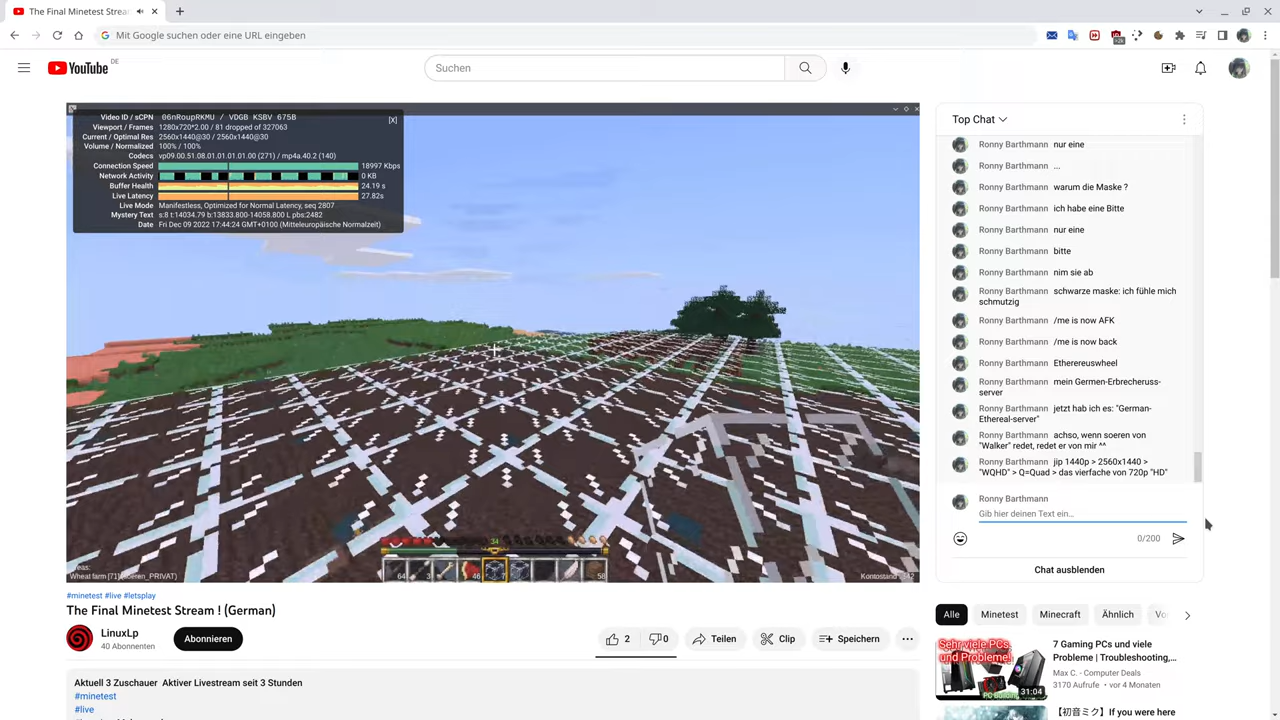 The Final Minetest Strea
Mit Google suchen oder eine URL eingeben
YouTube DE
Suchen
Video ID / sCPN 06nRoupRKMU / VDGB KSBV 675B
[X]
Viewport / Frames 1280x720*2.00 / 81 dropped of 327063
Current / Optimal Res 2560x1440@30 / 2560x1440@30
Volume / Normalized 100% / 100%
Codecs vp09.00.51.08.01.01.01.01.00 (271) / mp4a.40.2 (140)
Connection Speed 18997 Kbps
Network Activity 0 KB
Buffer Health 24.19 s
Live Latency 27.82s
Live Mode Manifestless, Optimized for Normal Latency, seq 2807
Mystery Text s:8 t:14034.79 b:13833.800-14058.800 L pbs:2482
Date Fri Dec 09 2022 17:44:24 GMT+0100 (Mitteleuropäische Normalzeit)
34
64
46
58
Wheat farm [71]
Kontostand
The Final Minetest Stream ! (German)
#minetest #live #letsplay
LinuxLp
40 Abonnenten
Abonnieren
2
0
Teilen
Clip
Speichern
Aktuell 3 Zuschauer Aktiver Livestream seit 3 Stunden
#minetest
#live
Top Chat
Ronny Barthmann nur eine
Ronny Barthmann ...
Ronny Barthmann warum die Maske ?
Ronny Barthmann ich habe eine Bitte
Ronny Barthmann nur eine
Ronny Barthmann bitte
Ronny Barthmann nim sie ab
Ronny Barthmann schwarze maske: ich fühle mich
schmutzig
Ronny Barthmann /me is now AFK
Ronny Barthmann /me is now back
Ronny Barthmann Etherereuswheel
Ronny Barthmann mein Germen-Erbrecheruss-
server
Ronny Barthmann jetzt hab ich es: "German-
Ethereal-server"
Ronny Barthmann achso, wenn soeren von
"Walker" redet, redet er von mir ^^
Ronny Barthmann jip 1440p > 2560x1440 >
"WQHD" > Q=Quad > das vierfache von 720p "HD"
Ronny Barthmann
Gib hier deinen Text ein...
0/200
Chat ausblenden
Alle
Minetest
Minecraft
Ähnlich
Vo
Sehr viele PCs
und Probleme!
31:04
7 Gaming PCs und viele
Probleme | Troubleshooting,...
Max C. - Computer Deals
3170 Aufrufe • vor 4 Monaten
【初音ミク】If you were here